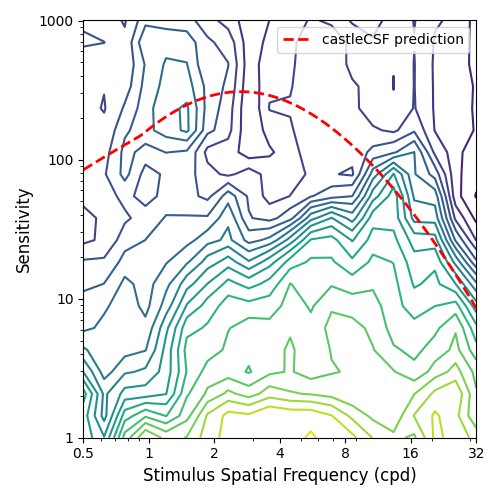 castleCSF prediction
1000
100
10
1
Sensitivity
0.5 1 2 4 8 16 32
Stimulus Spatial Frequency (cpd)